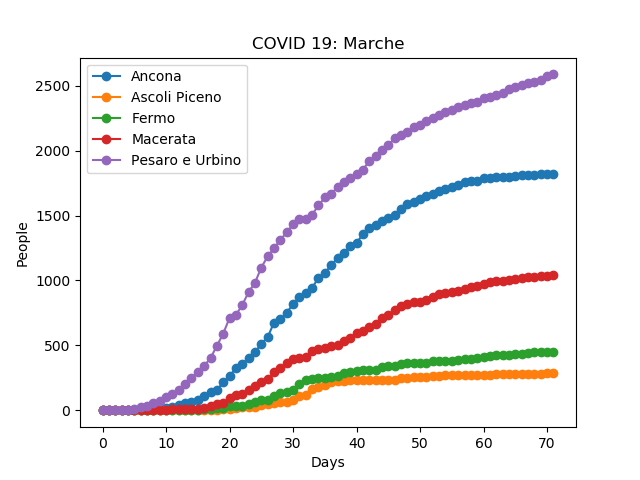 COVID 19: Marche
Ancona
Ascoli Piceno
Fermo
Macerata
Pesaro e Urbino
People
2500
2000
1500
1000
500
0
0 10 20 30 40 50 60 70
Days